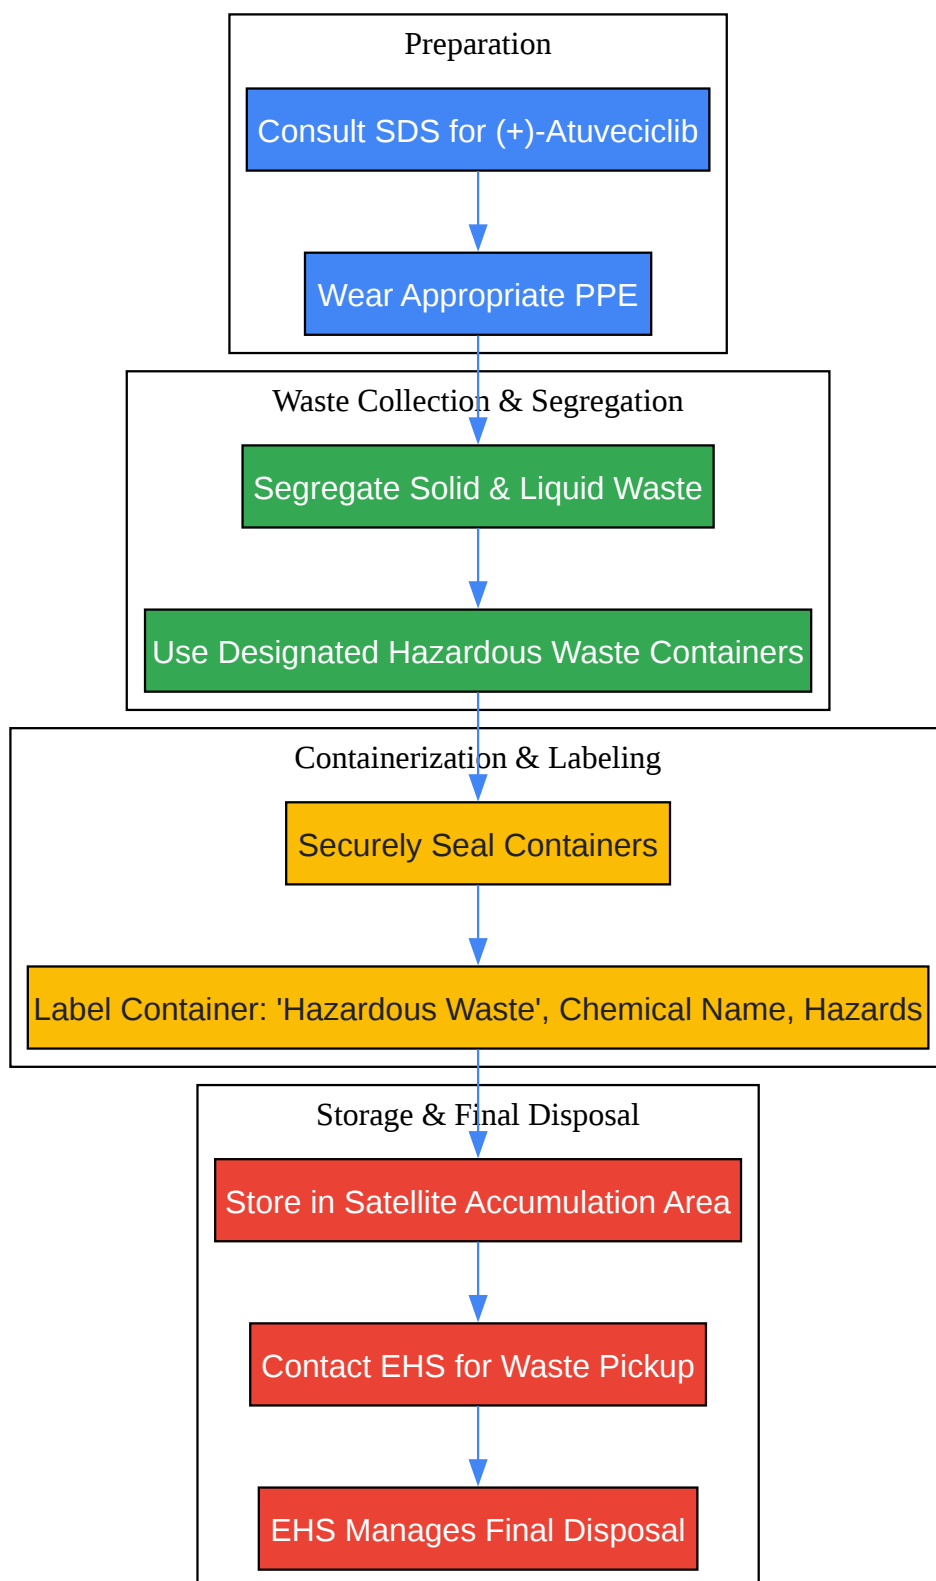 Preparation
Consult SDS for (+)-Atuveciclib
Wear Appropriate PPE
Waste Collection & Segregation
Segregate Solid & Liquid Waste
Use Designated Hazardous Waste Containers
Containerization & Labeling
Securely Seal Containers
Label Container: 'Hazardous Waste', Chemical Name, Hazards
Storage & Final Disposal
Store in Satellite Accumulation Area
Contact EHS for Waste Pickup
EHS Manages Final Disposal